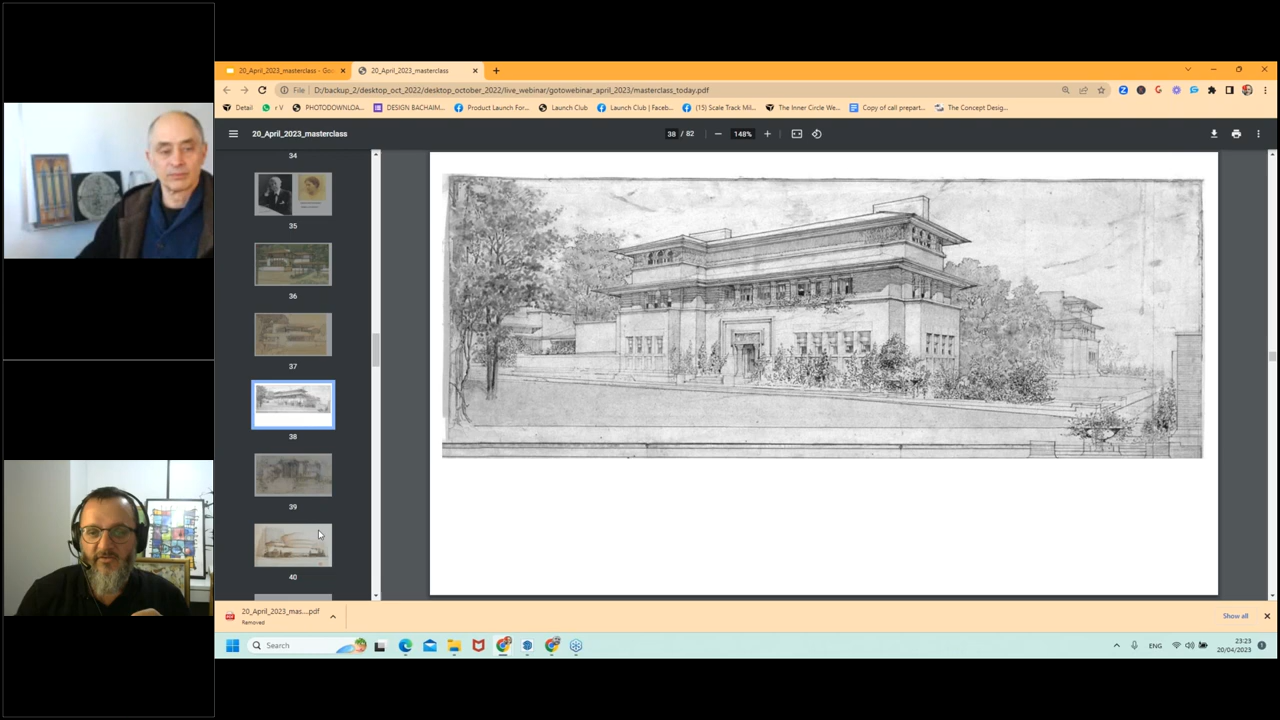 20_April_2023_masterclass - Go
20_April_2023_masterclass
File D:/backup_2/desktop_oct_2022/desktop_october_2022/live_webinar/gotowebinar_april_2023/masterclass_today.pdf
Detail
r V
PHOTODOWNLOA...
DESIGN BACHAIM...
Product Launch For...
Launch Club
Launch Club | Faceb...
(15) Scale Track Mil...
The Inner Circle We...
Copy of call prepart...
The Concept Desig...
20_April_2023_masterclass
38 / 82
148%
34
35
36
37
38
39
40
20_April_2023_mas....pdf
Removed
Show all
Search
ENG
23:23
20/04/2023